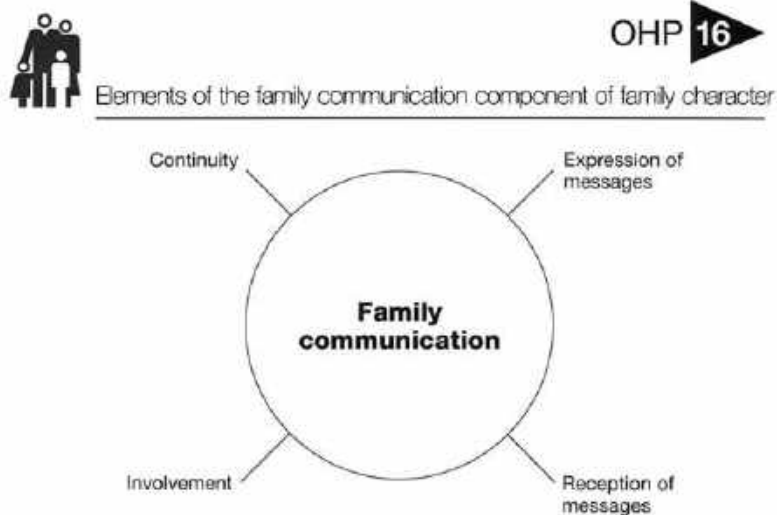 OHP 16
Elements of the family communication component of family character
Continuity
Expression of
messages
Family
communication
Involvement
Reception of
messages